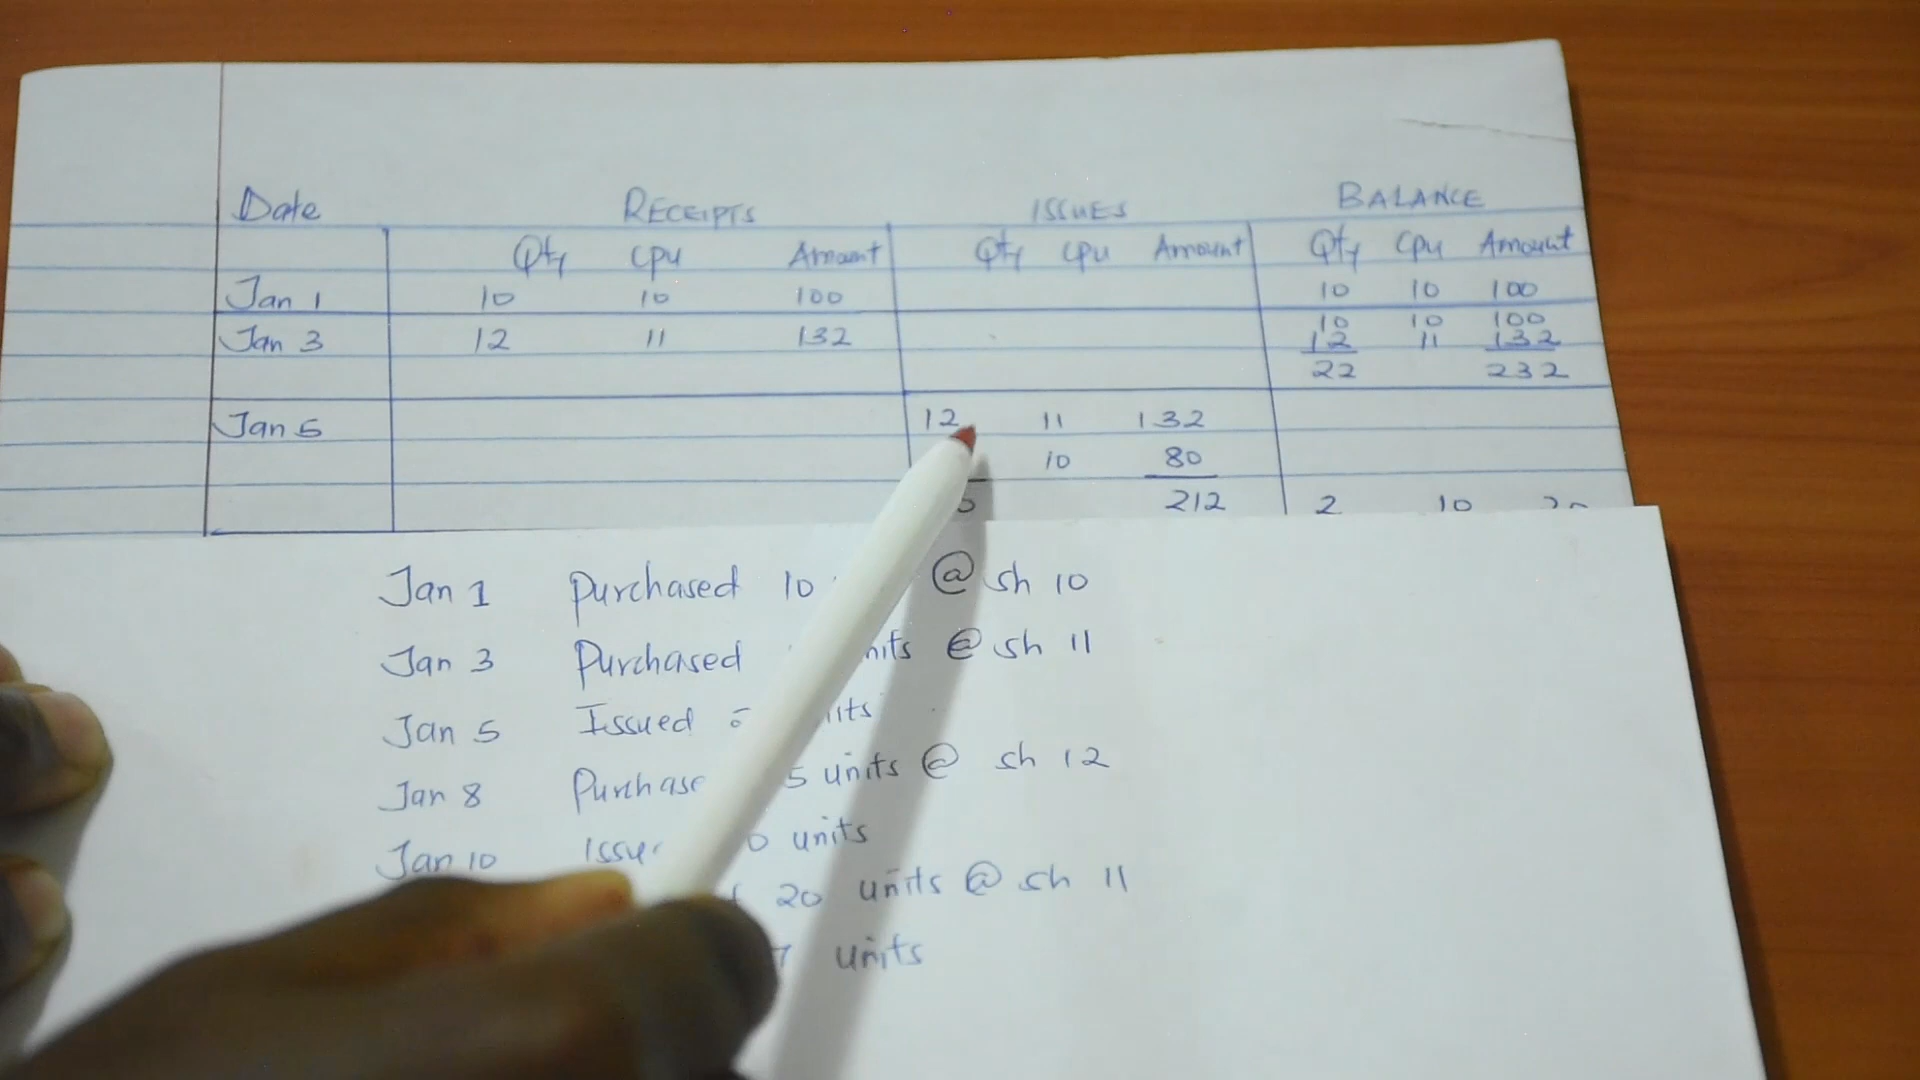 Date RECEIPTS ISSUES BALANCE
Qty Cpu Amount Qty Cpu Amount Qty Cpu Amount
Jan 1 10 10 100 10 10 100
10 10 100
Jan 3 12 11 132 12 11 132
22 232
Jan 5 12 11 132
10 80
212 2 10
Jan 1 Purchased 10 @ sh 10
Jan 3 Purchased @ sh 11
Jan 5 Issued
Jan 8 5 units @ sh 12
Jan 10 units
20 units @ sh 11
7 units